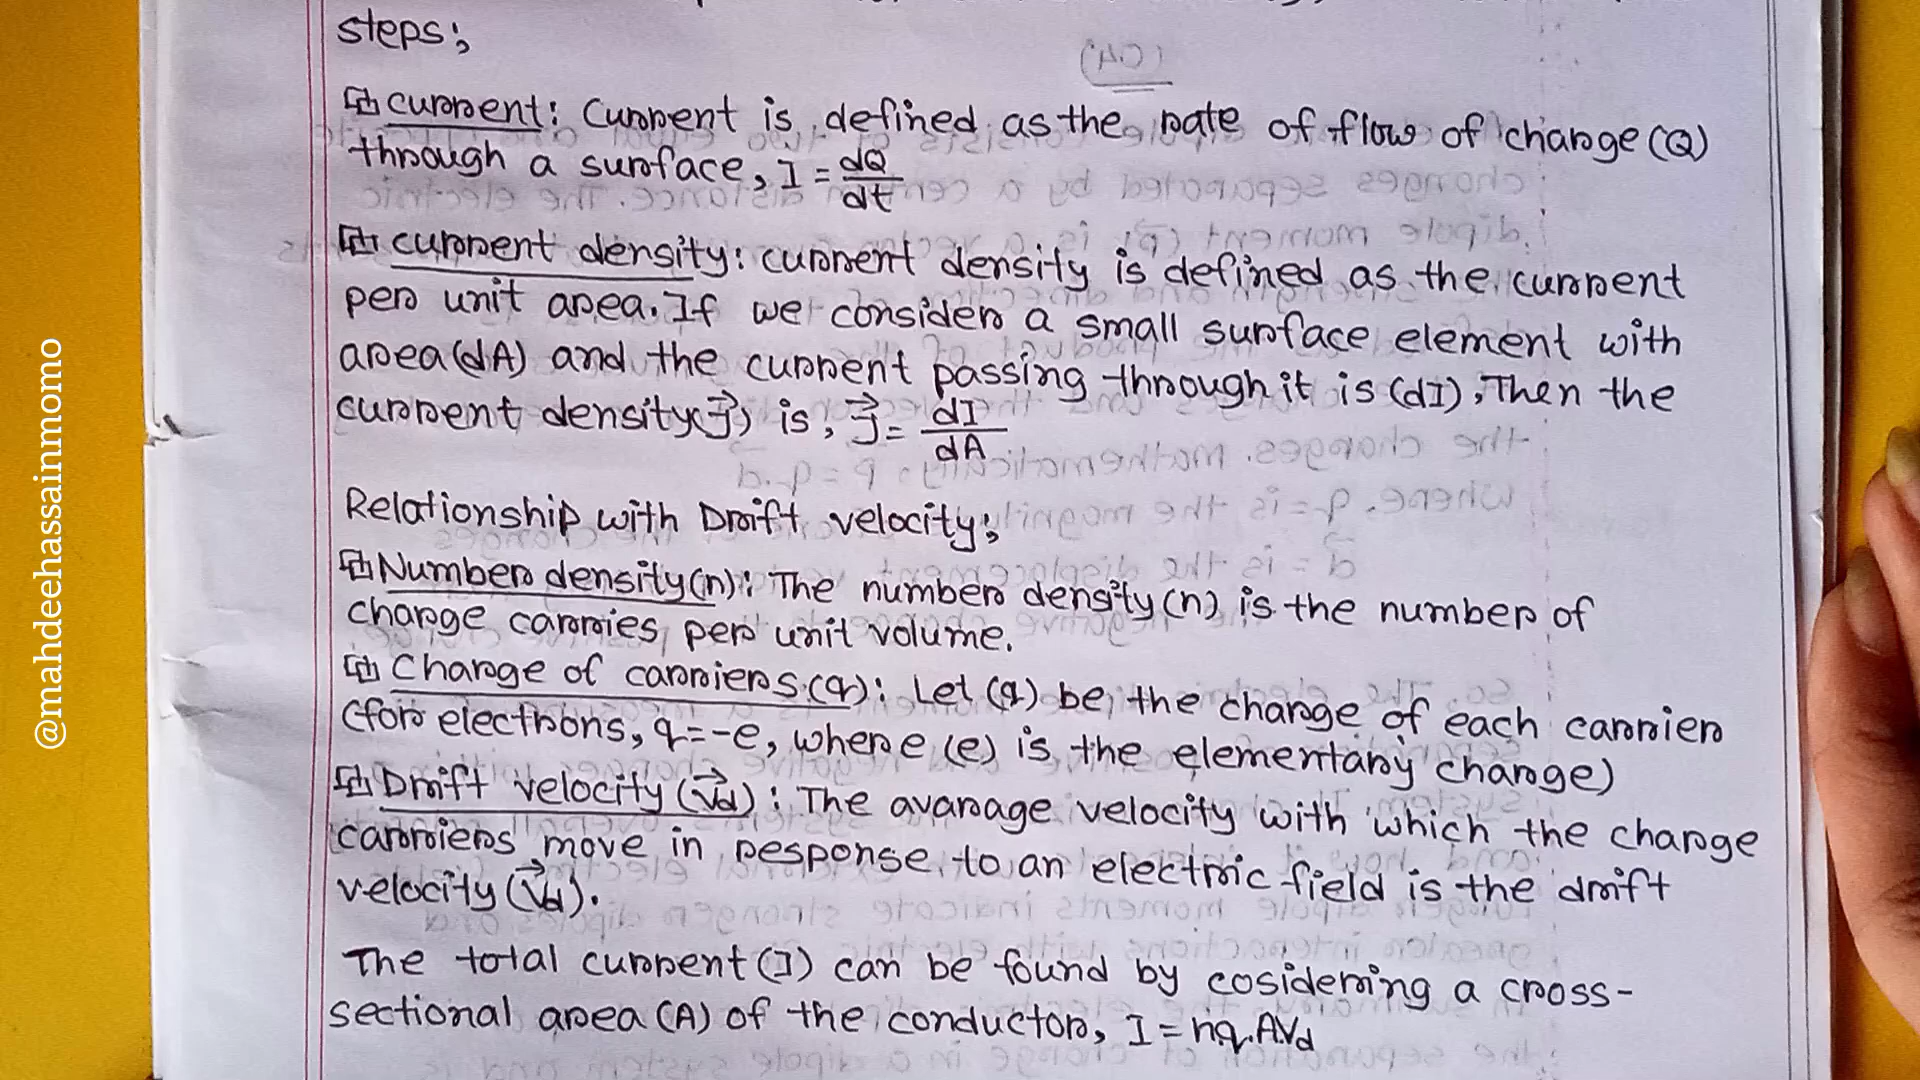 steps;
current: Current is defined as the rate of flow of charge (Q)
through a surface, I = dQ/dt
current density: current density is defined as the current
per unit area. If we consider a small surface element with
area (dA) and the current passing through it is (dI), Then the
current density (J⃗) is, J⃗ = dI/dA
Relationship with Drift velocity;
Number density (n): The number density (n) is the number of
charge carries per unit volume.
Charge of carriers (q): Let (q) be the charge of each carrier
(for electrons, q = -e, where (e) is the elementary charge)
Drift velocity (V⃗d): The avarage velocity with which the charge
carriers move in response to an electric field is the drift
velocity (V⃗d).
The total current (I) can be found by cosidering a cross-
sectional area (A) of the conductor, I = nq.AVd
@mahdeehassainmomo